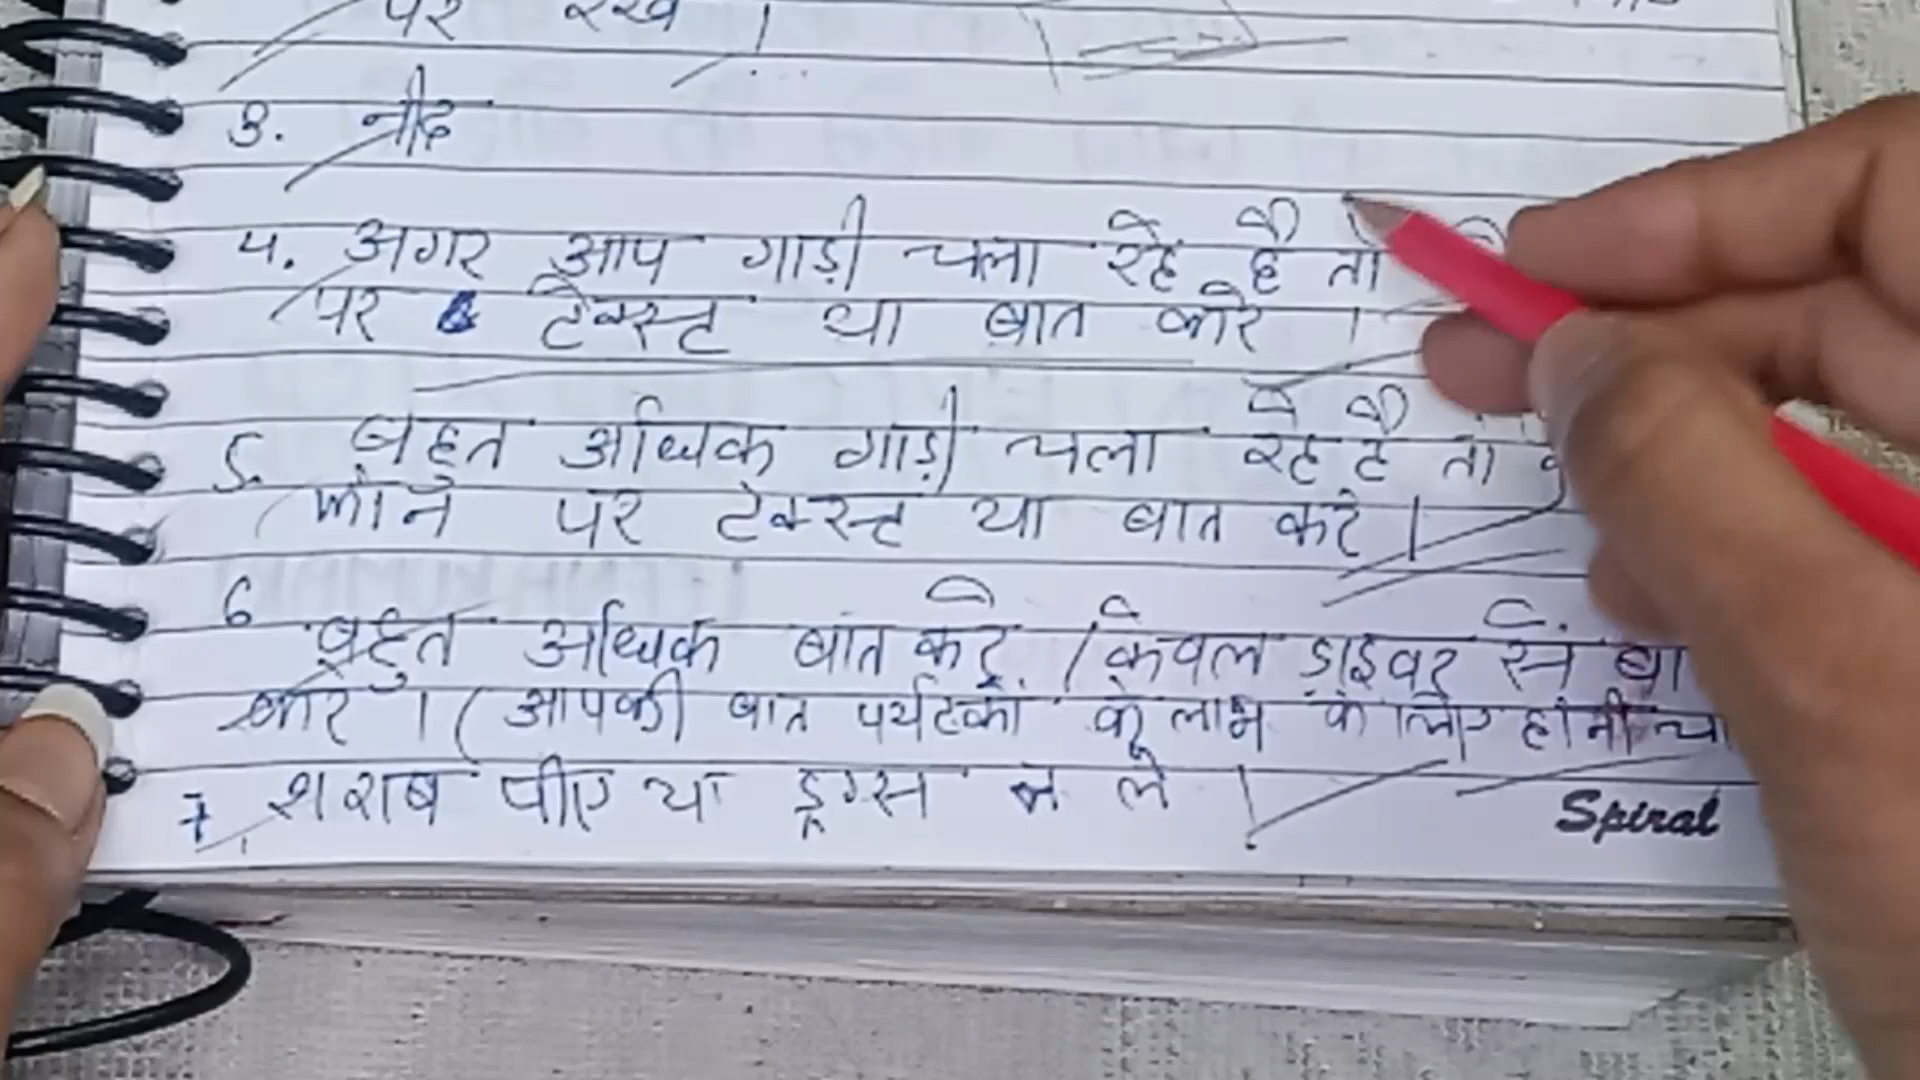 पर रखे ।
3. नींद
4. अगर आप गाड़ी चला रहे है तो
पर टैक्स्ट या बात करे ।
5. बहुत अधिक गाड़ी चला रहे है तो
फोन पर टेक्स्ट या बात करे ।
6
बहुत अधिक बात करे / केवल ड्राइवर से बा
करे । ( आपकी बात पर्यटकों के लाभ के लिए होनी चा
7. शराब पीए या ड्रग्स न ले ।
Spiral